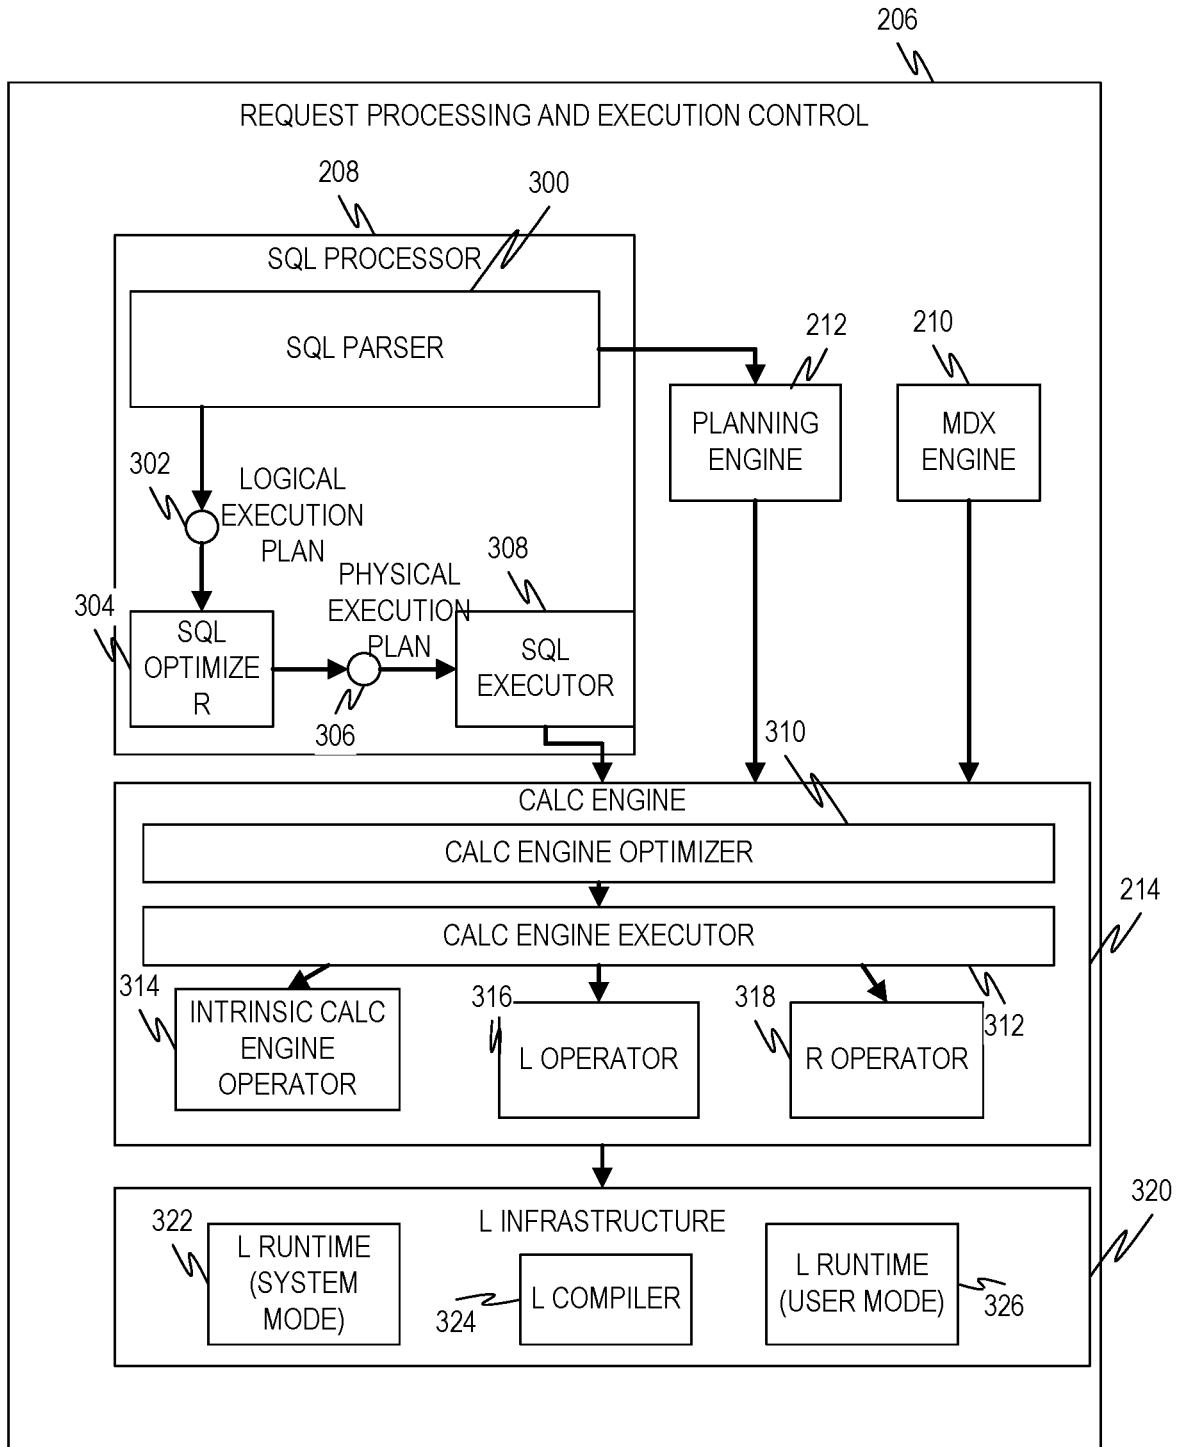 206
REQUEST PROCESSING AND EXECUTION CONTROL
208
300
SQL PROCESSOR
SQL PARSER
212
210
PLANNING
ENGINE
MDX
ENGINE
302
LOGICAL
EXECUTION
PLAN
308
PHYSICAL
EXECUTION
PLAN
304
SQL
OPTIMIZE
R
SQL
EXECUTOR
306
310
CALC ENGINE
CALC ENGINE OPTIMIZER
214
CALC ENGINE EXECUTOR
314
316
318
312
INTRINSIC CALC
ENGINE
OPERATOR
L OPERATOR
R OPERATOR
320
322
L INFRASTRUCTURE
L RUNTIME
(SYSTEM
MODE)
324
L COMPILER
L RUNTIME
(USER MODE)
326